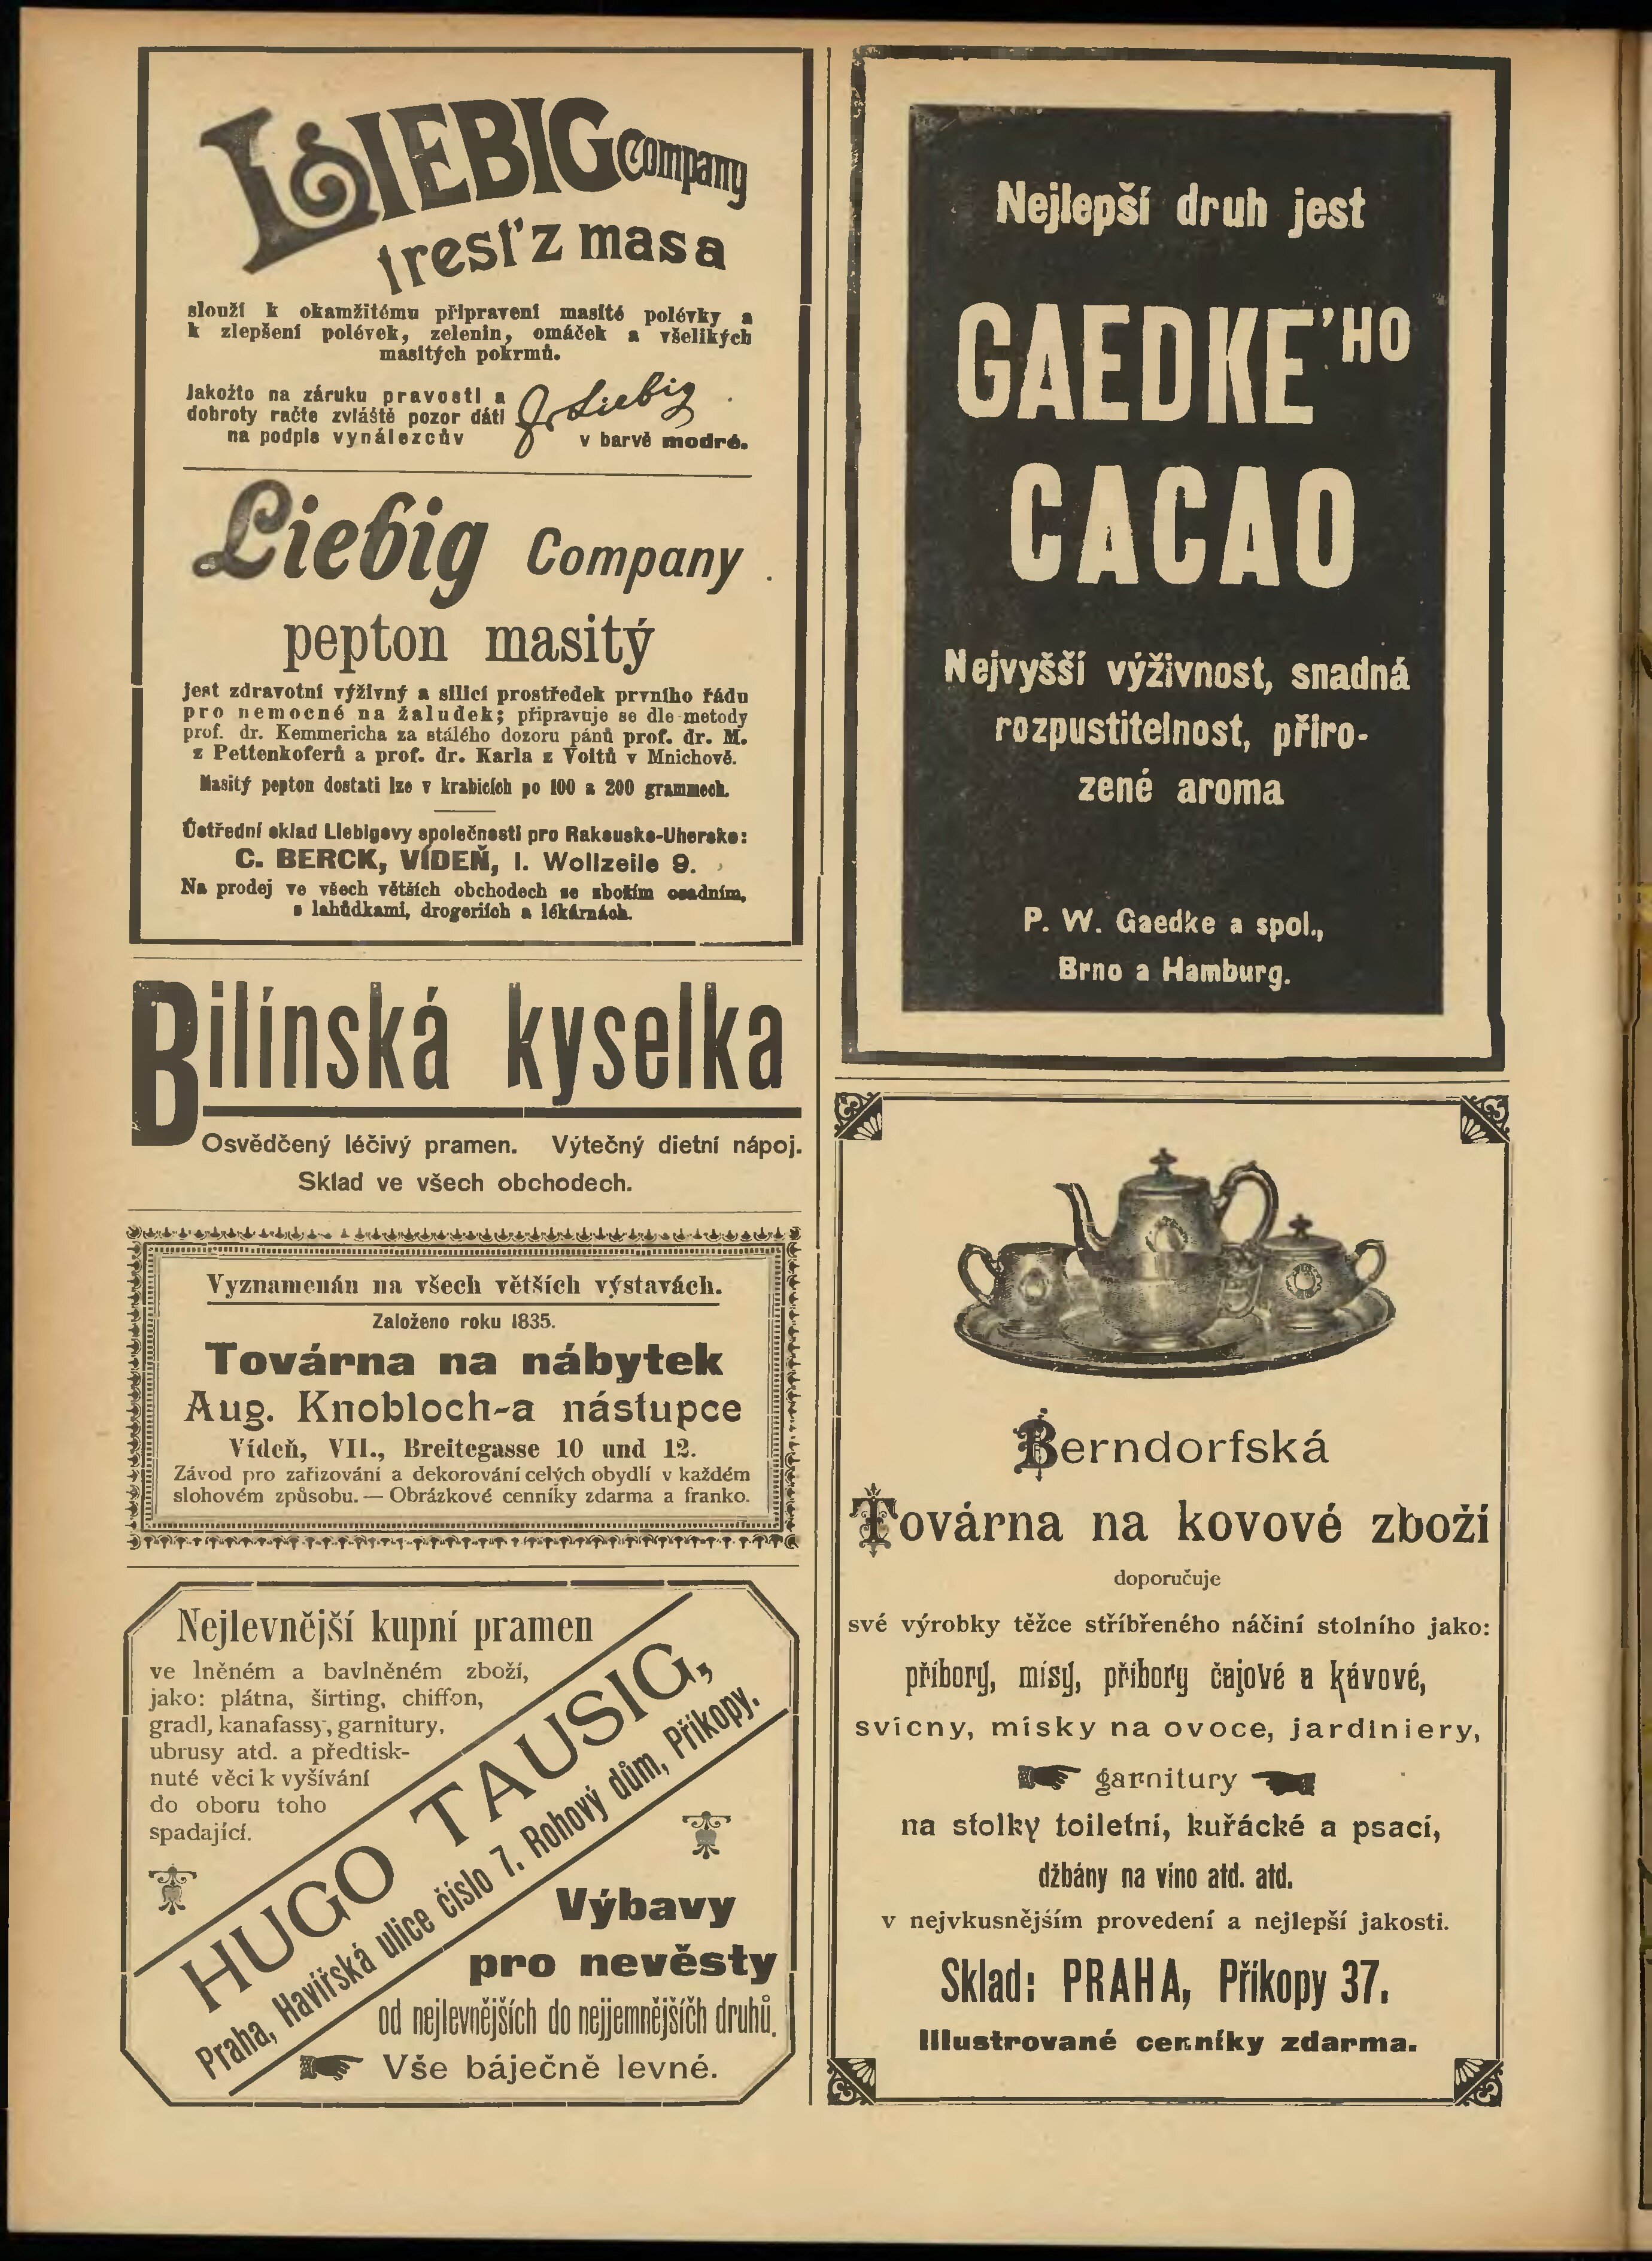 LIEBIG Company
tresť z masa
slouží k okamžitému připravení masité polévky a
k zlepšení polévek, zelenin, omáček a všelikých
masitých pokrmů.
Jakožto na záruku pravosti a
dobroty račte zvláště pozor dáti
na podpis vynálezcův
J. Liebig
v barvě modré.
Liebig Company
pepton masitý
jest zdravotní výživný a silicí prostředek prvního řádu
pro nemocné na žaludek; připravuje se dle metody
prof. dr. Kemmericha za stálého dozoru pánů prof. dr. M.
z Pettenkoferů a prof. dr. Karla z Voitů v Mnichově.
Masitý pepton dostati lze v krabicích po 100 a 200 grammech.
Ústřední sklad Liebigovy společnosti pro Rakousko-Uhersko:
C. BERCK, VÍDEŇ, I. Wollzeile 9.
Na prodej ve všech větších obchodech se zbožím osadním,
s lahůdkami, drogeriích a lékárnách.
Bilínská kyselka
Osvědčený léčivý pramen. Výtečný dietní nápoj.
Sklad ve všech obchodech.
Vyznamenán na všech větších výstavách.
Založeno roku 1835.
Továrna na nábytek
Aug. Knobloch-a nástupce
Vídeň, VII., Breitegasse 10 und 12.
Závod pro zařizování a dekorování celých obydlí v každém
slohovém způsobu. — Obrázkové cenníky zdarma a franko.
Nejlevnější kupní pramen
ve lněném a bavlněném zboží,
jako: plátna, širting, chiffon,
gradl, kanafassy, garnitury,
ubrusy atd. a předtisk-
nuté věci k vyšívání
do oboru toho
spadající.
HUGO TAUSIG,
Praha, Havířská ulice číslo 7. Rohový dům, Příkopy.
Výbavy
pro nevěsty
od nejlevnějších do nejjemnějších druhů.
Vše báječně levné.
Nejlepší druh jest
GAEDKE'HO
CACAO
Nejvyšší výživnost, snadná
rozpustitelnost, přiro-
zené aroma
P. W. Gaedke a spol.,
Brno a Hamburg.
Berndorfská
Továrna na kovové zboží
doporučuje
své výrobky těžce stříbřeného náčiní stolního jako:
příbory, mísy, příbory čajové a kávové,
svícny, mísky na ovoce, jardiniery,
garnitury
na stolky toiletní, kuřácké a psací,
džbány na víno atd. atd.
v nejvkusnějším provedení a nejlepší jakosti.
Sklad: PRAHA, Příkopy 37.
Illustrované cenníky zdarma.